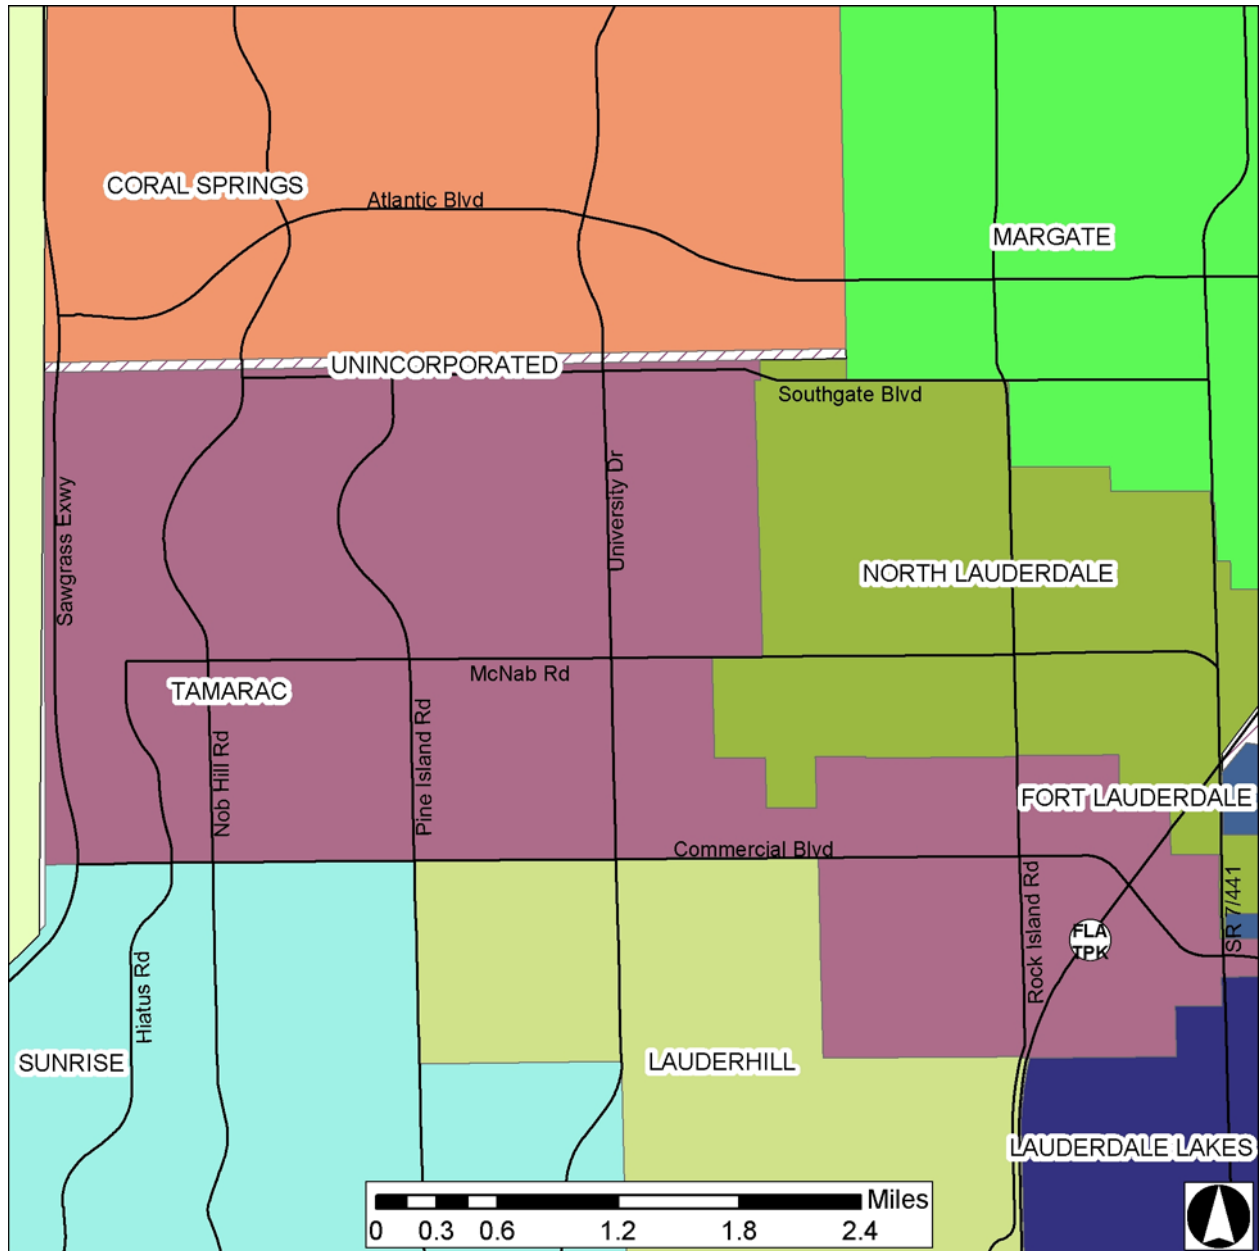 CORAL SPRINGS
Atlantic Blvd
MARGATE
UNINCORPORATED
Southgate Blvd
Sawgrass Exwy
University Dr
NORTH LAUDERDALE
McNab Rd
TAMARAC
Nob Hill Rd
Pine Island Rd
FORT LAUDERDALE
Commercial Blvd
Rock Island Rd
SR 7/441
FLA
TPK
Hiatus Rd
SUNRISE
LAUDERHILL
LAUDERDALE LAKES
Miles
0 0.3 0.6 1.2 1.8 2.4